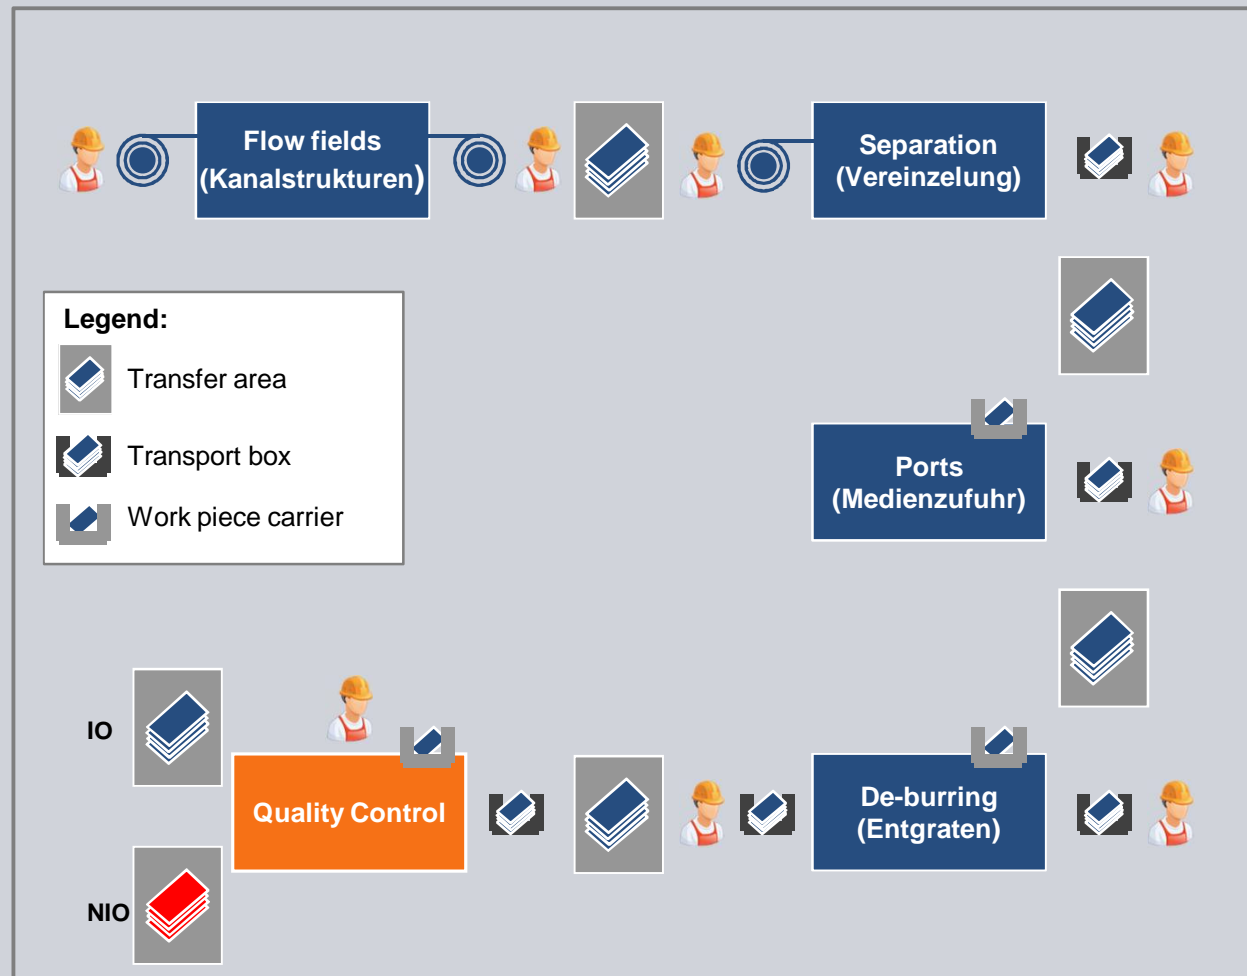 Flow fields
(Kanalstrukturen)
Separation
(Vereinzelung)
Legend:
Transfer area
Transport box
Work piece carrier
Ports
(Medienzufuhr)
IO
Quality Control
De-burring
(Entgraten)
NIO